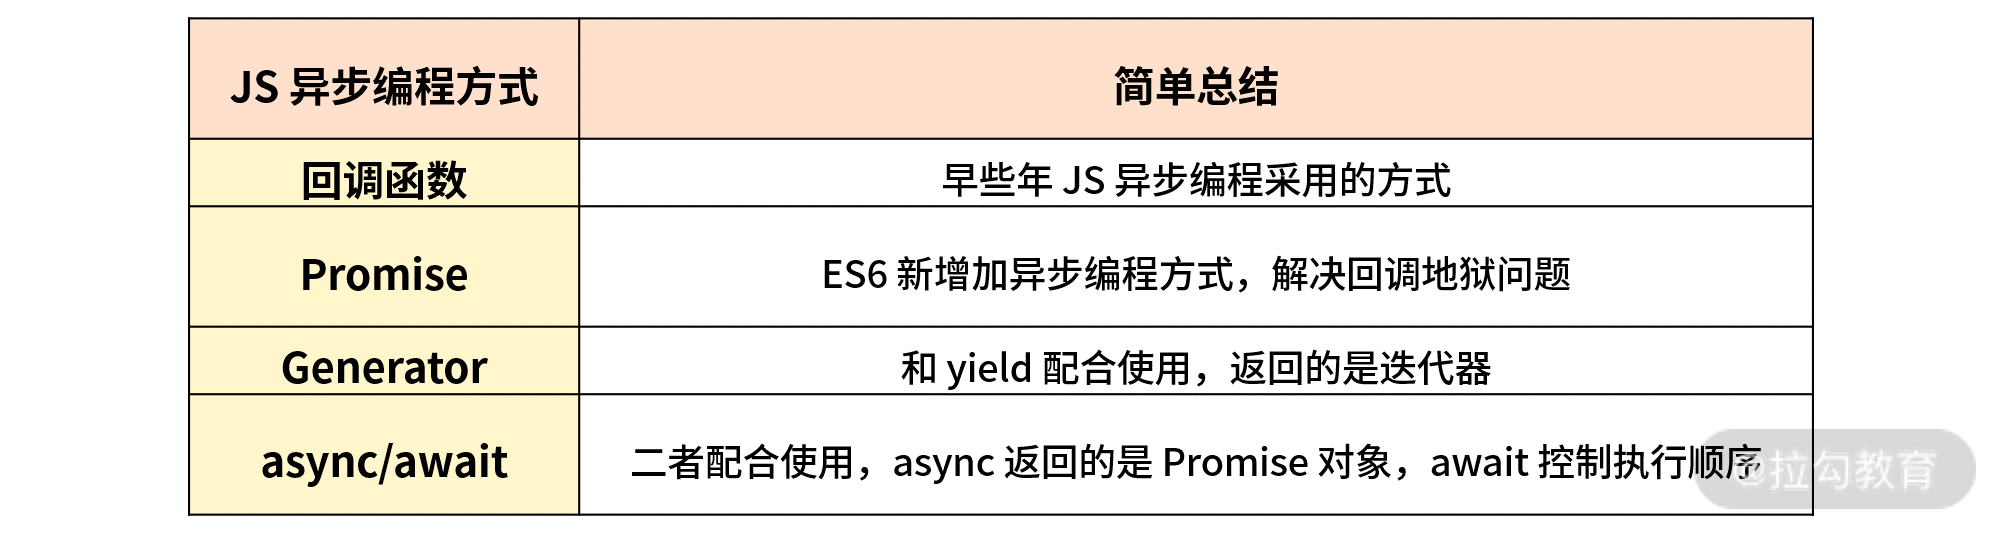 JS 异步编程方式
简单总结
回调函数
早些年 JS 异步编程采用的方式
Promise
ES6 新增加异步编程方式，解决回调地狱问题
Generator
和 yield 配合使用，返回的是迭代器
async/await
二者配合使用，async 返回的是 Promise 对象，await 控制执行顺序
@拉勾教育